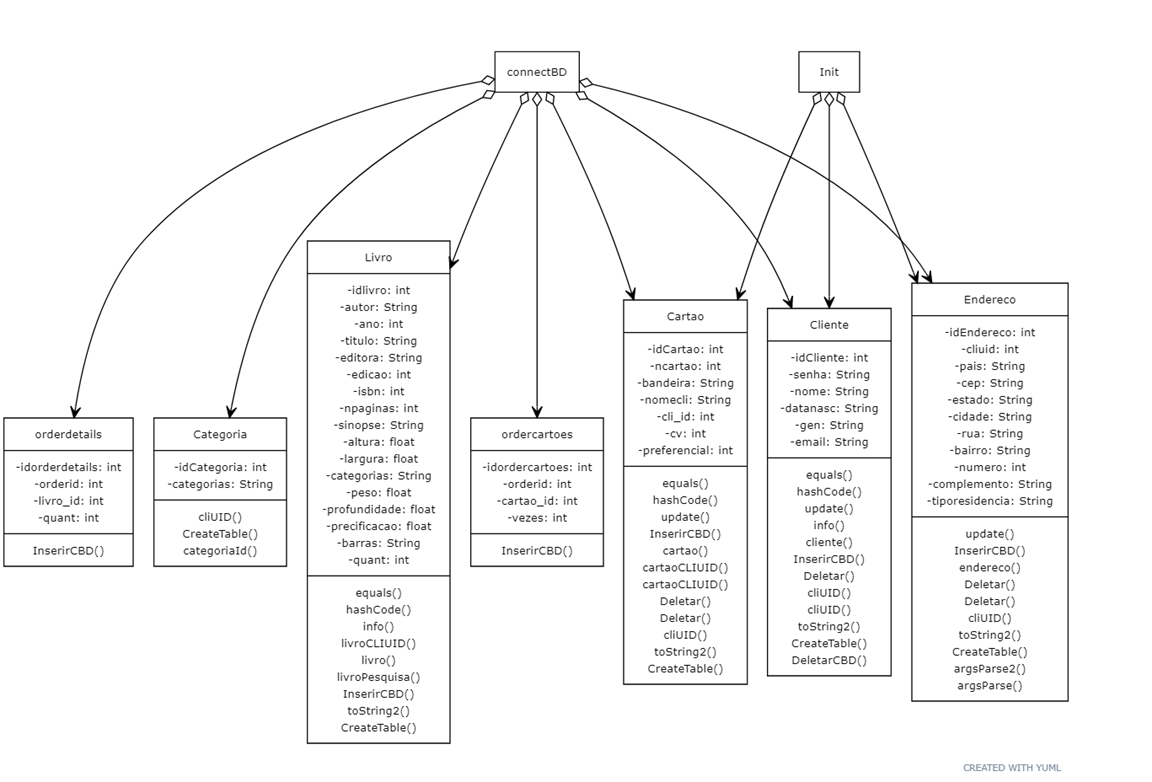 connectBD
Init
orderdetails
-idorderdetails: int
-orderid: int
-livro_id: int
-quant: int
InserirCBD()
Categoria
-idCategoria: int
-categorias: String
cliUID()
CreateTable()
categoriaId()
Livro
-idlivro: int
-autor: String
-ano: int
-titulo: String
-editora: String
-edicao: int
-isbn: int
-npaginas: int
-sinopse: String
-altura: float
-largura: float
-categorias: String
-peso: float
-profundidade: float
-precificacao: float
-barras: String
-quant: int
equals()
hashCode()
info()
livroCLIUID()
livro()
livroPesquisa()
InserirCBD()
toString2()
CreateTable()
ordercartoes
-idordercartoes: int
-orderid: int
-cartao_id: int
-vezes: int
InserirCBD()
Cartao
-idCartao: int
-ncartao: int
-bandeira: String
-nomecli: String
-cli_id: int
-cv: int
-preferencial: int
equals()
hashCode()
update()
InserirCBD()
cartao()
cartaoCLIUID()
cartaoCLIUID()
Deletar()
Deletar()
cliUID()
toString2()
CreateTable()
Cliente
-idCliente: int
-senha: String
-nome: String
-datanasc: String
-gen: String
-email: String
equals()
hashCode()
update()
info()
cliente()
InserirCBD()
Deletar()
cliUID()
cliUID()
toString2()
CreateTable()
DeletarCBD()
Endereco
-idEndereco: int
-cliuid: int
-pais: String
-cep: String
-estado: String
-cidade: String
-rua: String
-bairro: String
-numero: int
-complemento: String
-tiporesidencia: String
update()
InserirCBD()
endereco()
Deletar()
Deletar()
cliUID()
toString2()
CreateTable()
argsParse2()
argsParse()
CREATED WITH YUML